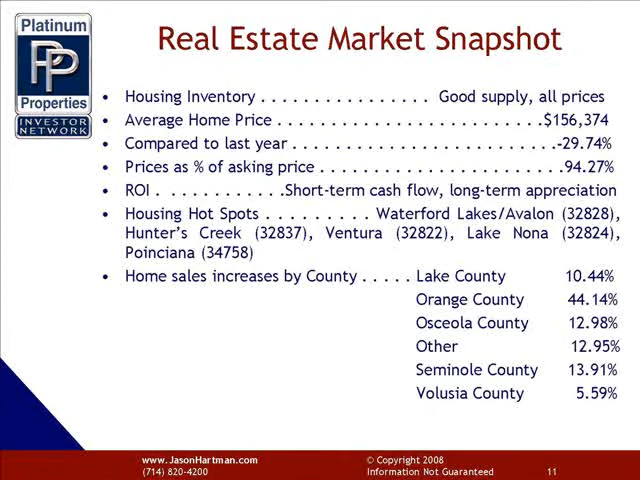 Platinum
PP
Properties
INVESTOR
NETWORK
Real Estate Market Snapshot
• Housing Inventory . . . . . . . . . . . . . . . . Good supply, all prices
• Average Home Price . . . . . . . . . . . . . . . . . . . . . . . . .$156,374
• Compared to last year . . . . . . . . . . . . . . . . . . . . . . . . .-29.74%
• Prices as % of asking price . . . . . . . . . . . . . . . . . . . . . . .94.27%
• ROI . . . . . . . . . . . . .Short-term cash flow, long-term appreciation
• Housing Hot Spots . . . . . . . . . Waterford Lakes/Avalon (32828),
Hunter’s Creek (32837), Ventura (32822), Lake Nona (32824),
Poinciana (34758)
• Home sales increases by County . . . . . Lake County 10.44%
Orange County 44.14%
Osceola County 12.98%
Other 12.95%
Seminole County 13.91%
Volusia County 5.59%
www.JasonHartman.com © Copyright 2008
(714) 820-4200 Information Not Guaranteed 11